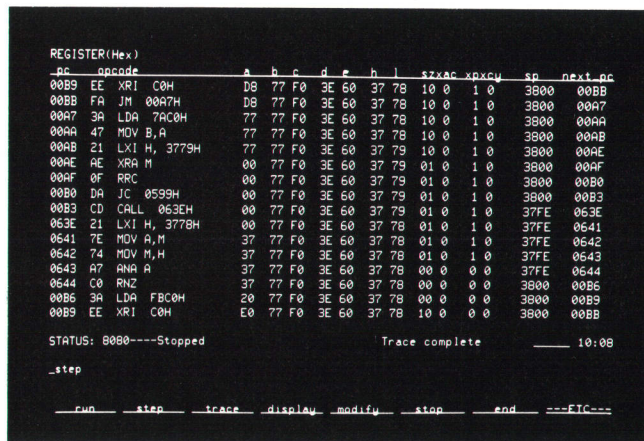 REGISTER(Hex)
pc opcode a b c d e h l szxac xpxcy sp next_pc
00B9 EE XRI C0H D8 77 F0 3E 60 37 78 10 0 1 0 3800 00BB
00BB FA JM 00A7H D8 77 F0 3E 60 37 78 10 0 1 0 3800 00A7
00A7 3A LDA 7AC0H 77 77 F0 3E 60 37 78 10 0 1 0 3800 00AA
00AA 47 MOV B,A 77 77 F0 3E 60 37 78 10 0 1 0 3800 00AB
00AB 21 LXI H, 3779H 77 77 F0 3E 60 37 79 10 0 1 0 3800 00AE
00AE AE XRA M 00 77 F0 3E 60 37 79 01 0 1 0 3800 00AF
00AF 0F RRC 00 77 F0 3E 60 37 79 01 0 1 0 3800 00B0
00B0 DA JC 0599H 00 77 F0 3E 60 37 79 01 0 1 0 3800 00B3
00B3 CD CALL 063EH 00 77 F0 3E 60 37 79 01 0 1 0 37FE 063E
063E 21 LXI H, 3778H 00 77 F0 3E 60 37 78 01 0 1 0 37FE 0641
0641 7E MOV A,M 37 77 F0 3E 60 37 78 01 0 1 0 37FE 0642
0642 74 MOV M,H 37 77 F0 3E 60 37 78 01 0 1 0 37FE 0643
0643 A7 ANA A 37 77 F0 3E 60 37 78 00 0 0 0 37FE 0644
0644 C0 RNZ 37 77 F0 3E 60 37 78 00 0 0 0 3800 00B6
00B6 3A LDA FBC0H 20 77 F0 3E 60 37 78 00 0 0 0 3800 00B9
00B9 EE XRI C0H E0 77 F0 3E 60 37 78 10 0 0 0 3800 00BB
STATUS: 8080----Stopped Trace complete _____ 10:08
_step
run step trace display modify stop end ---ETC---